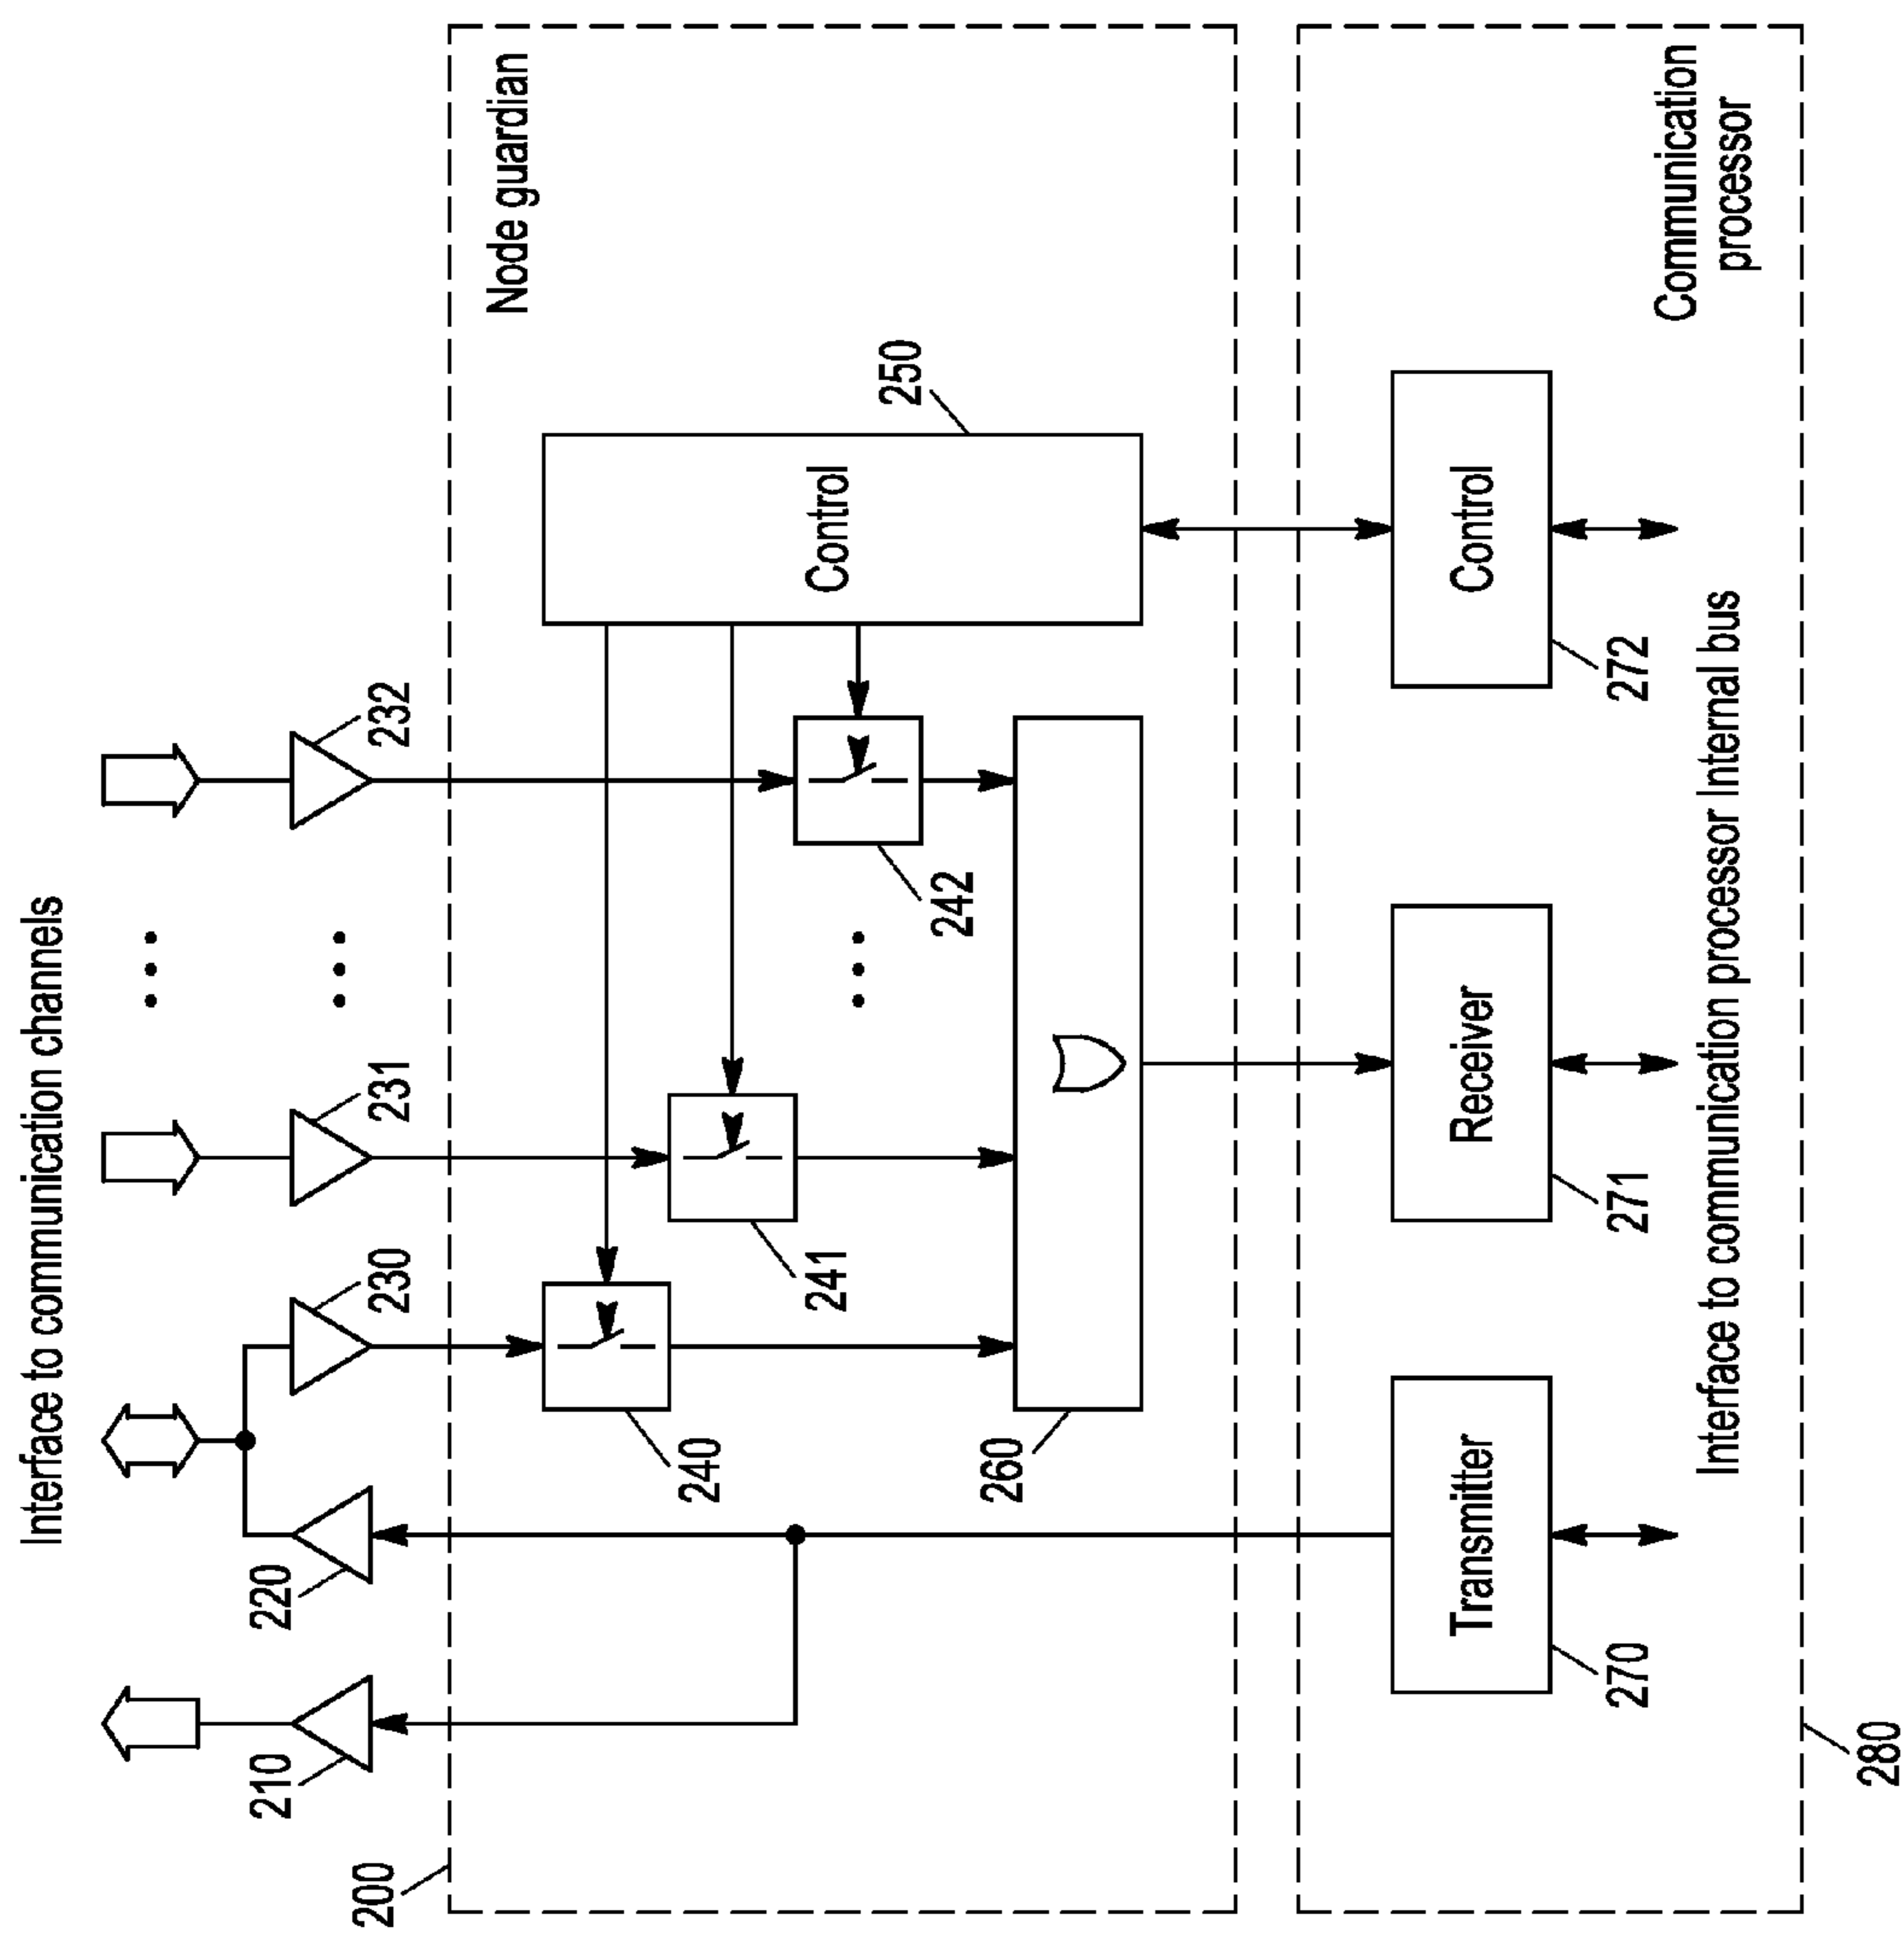 Interface to communication channels
210
220
230
231
232
200
Node guardian
240
241
242
Control
250
260
Transmitter
Receiver
Control
270
271
272
Communication
processor
Interface to communication processor Internal bus
280